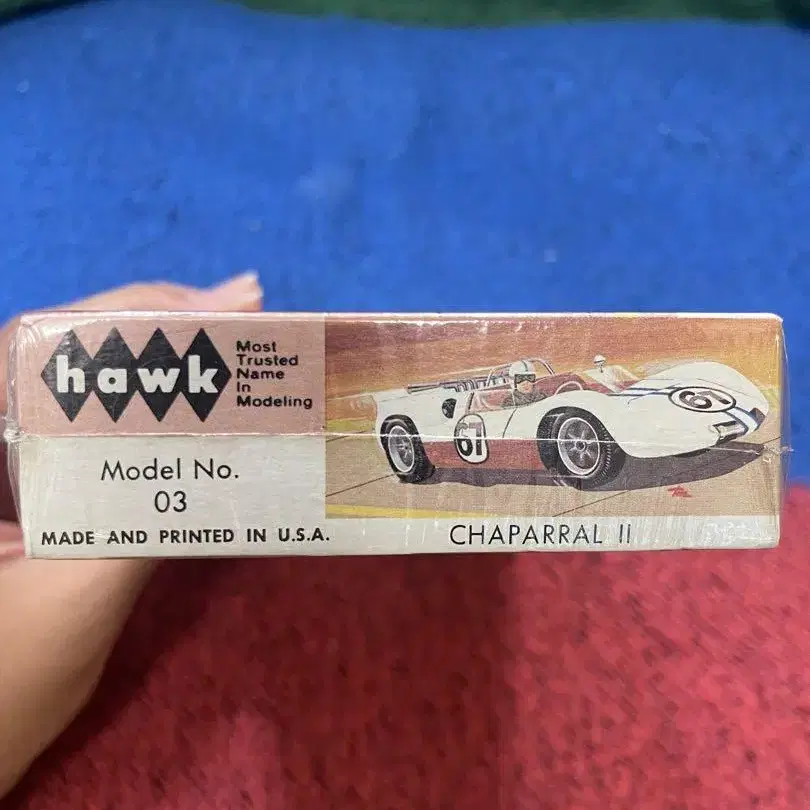 hawk
Most
Trusted
Name
In
Modeling
Model No.
03
MADE AND PRINTED IN U.S.A.
67
67
CHAPARRAL II